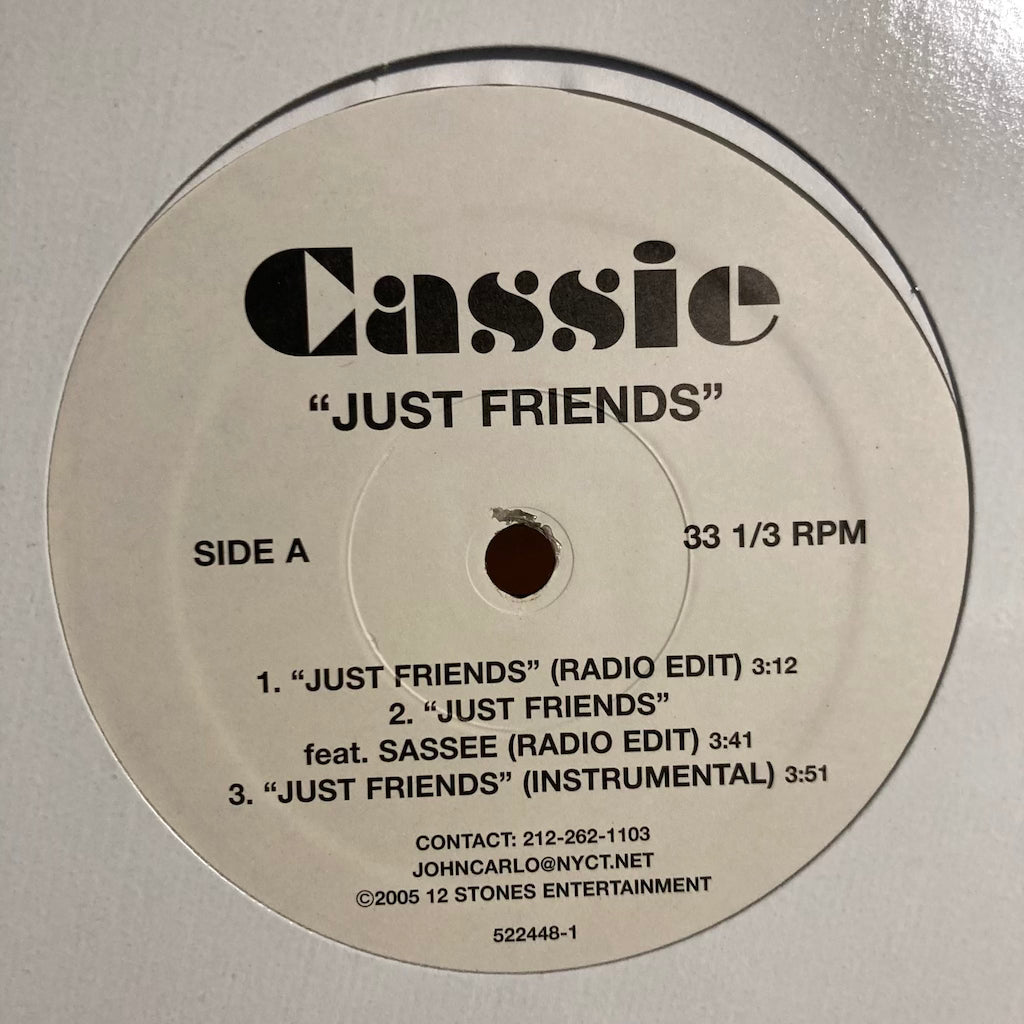 Cassie
“JUST FRIENDS”
SIDE A
33 1/3 RPM
1. “JUST FRIENDS” (RADIO EDIT) 3:12
2. “JUST FRIENDS”
feat. SASSEE (RADIO EDIT) 3:41
3. “JUST FRIENDS” (INSTRUMENTAL) 3:51
CONTACT: 212-262-1103
JOHNCARLO@NYCT.NET
©2005 12 STONES ENTERTAINMENT
522448-1